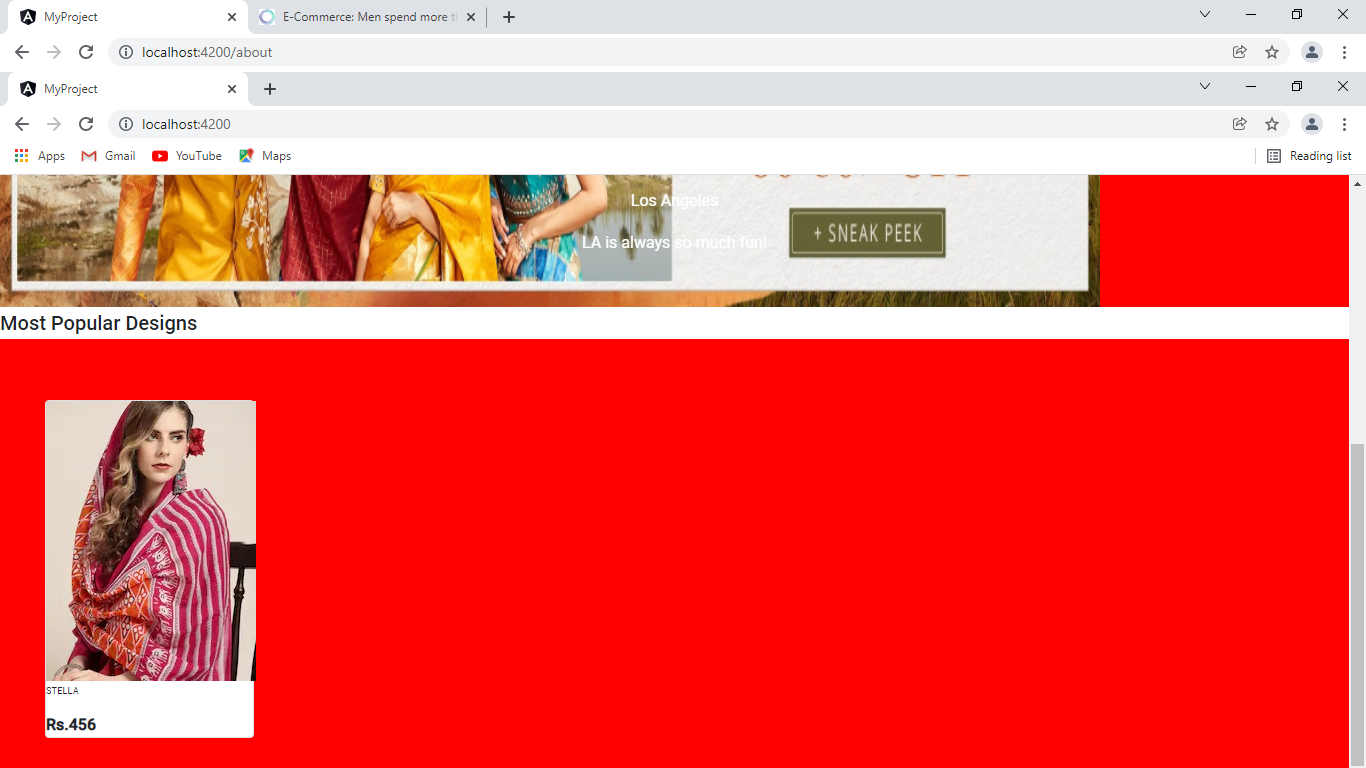 MyProject
E-Commerce: Men spend more t
localhost:4200/about
MyProject
localhost:4200
Apps Gmail YouTube Maps Reading list
Los Angeles
+ SNEAK PEEK
LA is always so much fun!
Most Popular Designs
STELLA
Rs.456